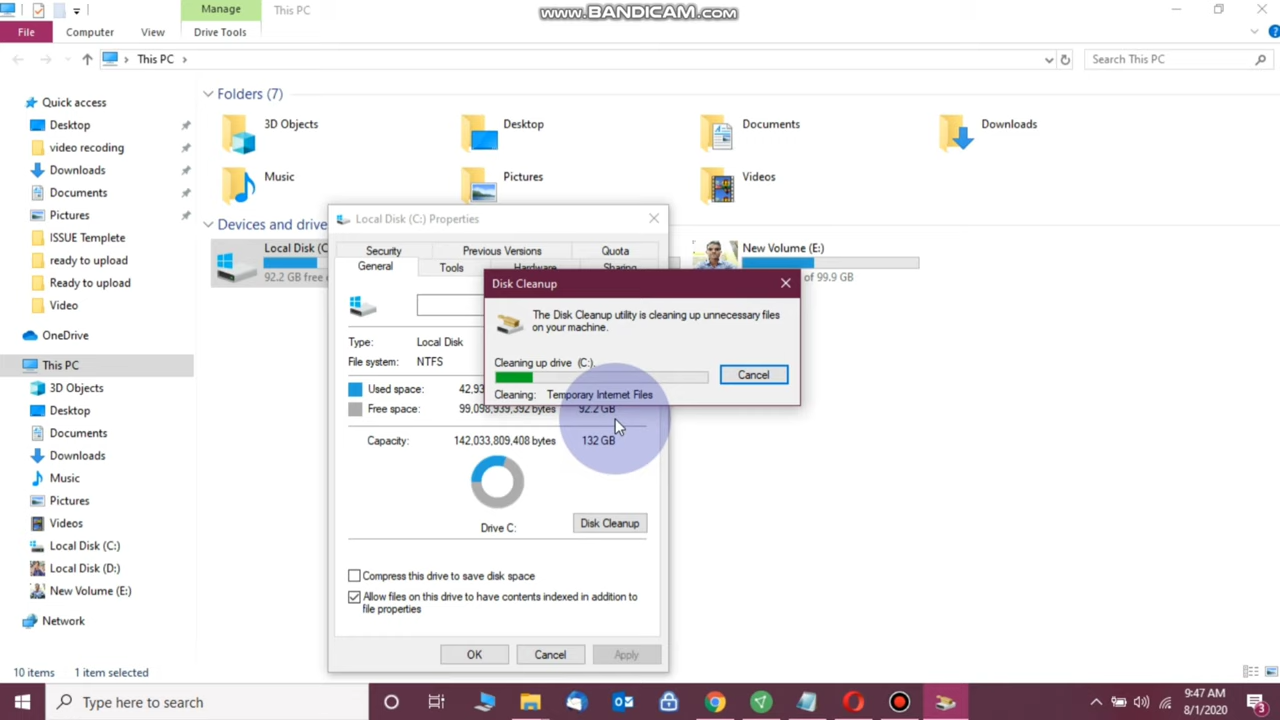 Manage
This PC
www.BANDICAM.com
File
Computer
View
Drive Tools
This PC
Search This PC
Quick access
Desktop
video recoding
Downloads
Documents
Pictures
ISSUE Templete
ready to upload
Ready to upload
Video
OneDrive
This PC
3D Objects
Desktop
Documents
Downloads
Music
Pictures
Videos
Local Disk (C:)
Local Disk (D:)
New Volume (E:)
Network
Folders (7)
3D Objects
Desktop
Documents
Downloads
Music
Pictures
Videos
Devices and drive
Local Disk (C
92.2 GB free
New Volume (E:)
of 99.9 GB
Local Disk (C:) Properties
Security
Previous Versions
Quota
General
Tools
Hardware
Sharing
Type:
Local Disk
File system:
NTFS
Used space:
42,93
Free space:
99,098,939,392 bytes
92.2 GB
Capacity:
142,033,809,408 bytes
132 GB
Drive C:
Disk Cleanup
Compress this drive to save disk space
Allow files on this drive to have contents indexed in addition to
file properties
OK
Cancel
Apply
Disk Cleanup
The Disk Cleanup utility is cleaning up unnecessary files
on your machine.
Cleaning up drive (C:).
Cancel
Cleaning: Temporary Internet Files
10 items
1 item selected
Type here to search
9:47 AM
8/1/2020
3